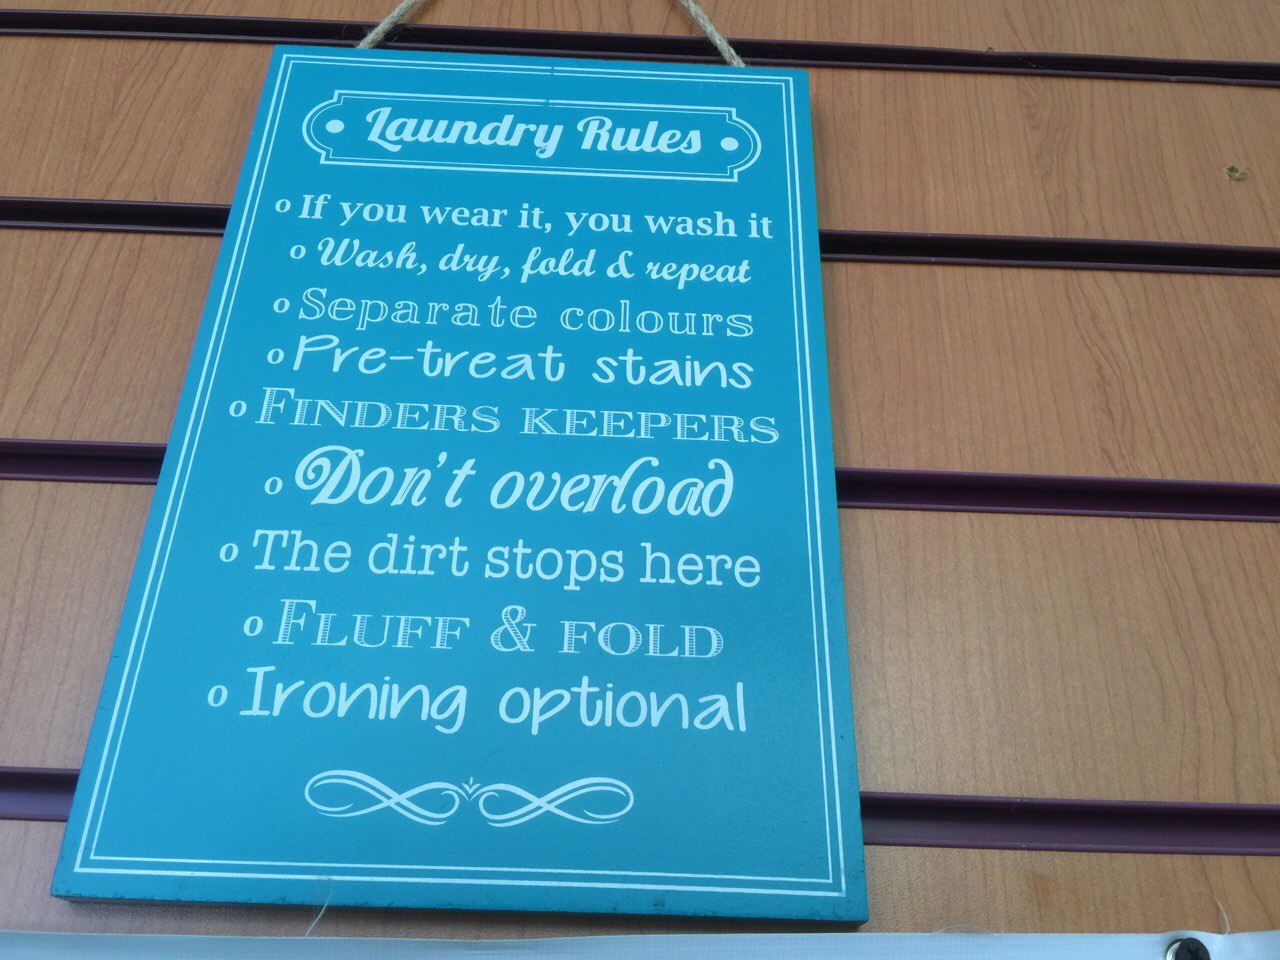 Laundry Rules
o If you wear it, you wash it
o Wash, dry, fold & repeat
o Separate colours
o Pre-treat stains
o FINDERS KEEPERS
o Don't overload
o The dirt stops here
o FLUFF & FOLD
o Ironing optional